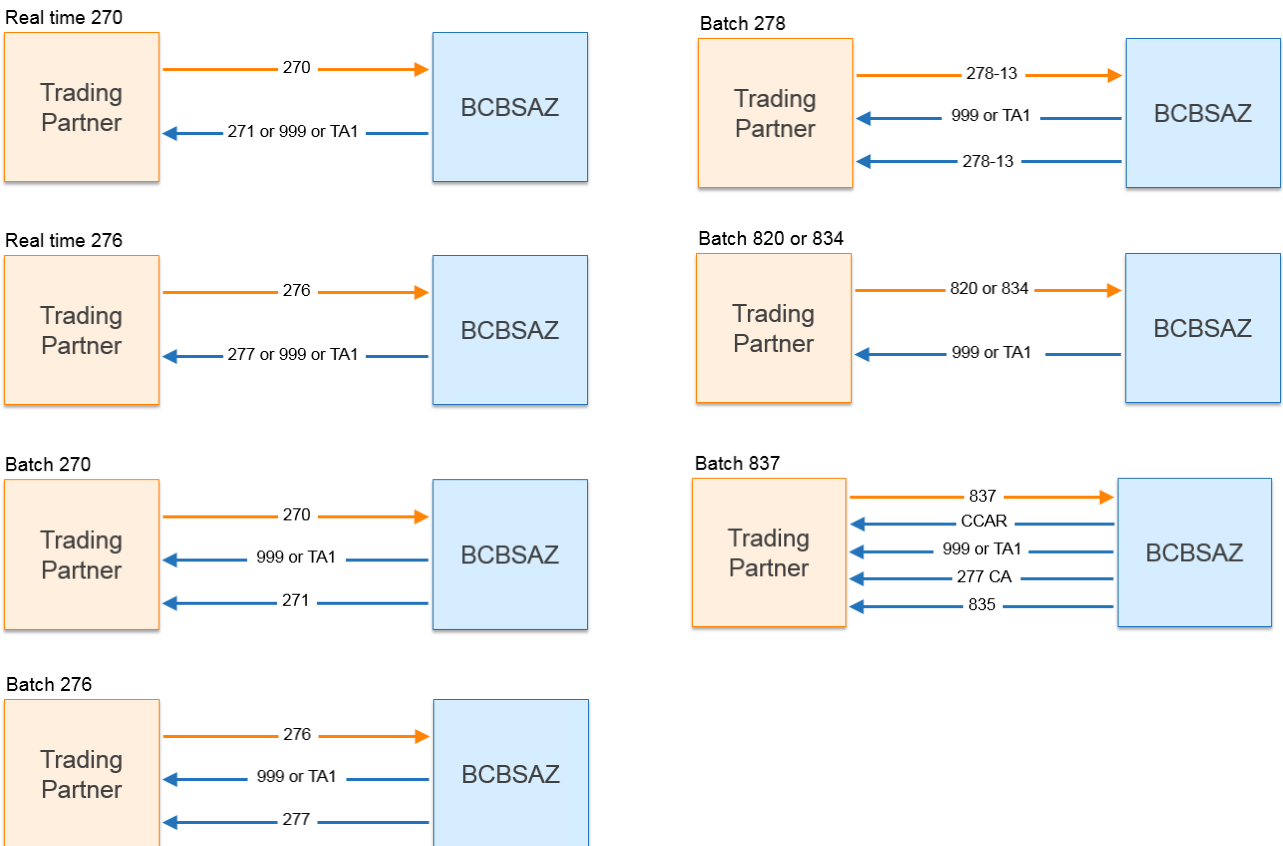 Real time 270
Trading
Partner
270
271 or 999 or TA1
BCBSAZ
Real time 276
Trading
Partner
276
277 or 999 or TA1
BCBSAZ
Batch 270
Trading
Partner
270
999 or TA1
271
BCBSAZ
Batch 276
Trading
Partner
276
999 or TA1
277
BCBSAZ
Batch 278
Trading
Partner
278-13
999 or TA1
278-13
BCBSAZ
Batch 820 or 834
Trading
Partner
820 or 834
999 or TA1
BCBSAZ
Batch 837
Trading
Partner
837
CCAR
999 or TA1
277 CA
835
BCBSAZ